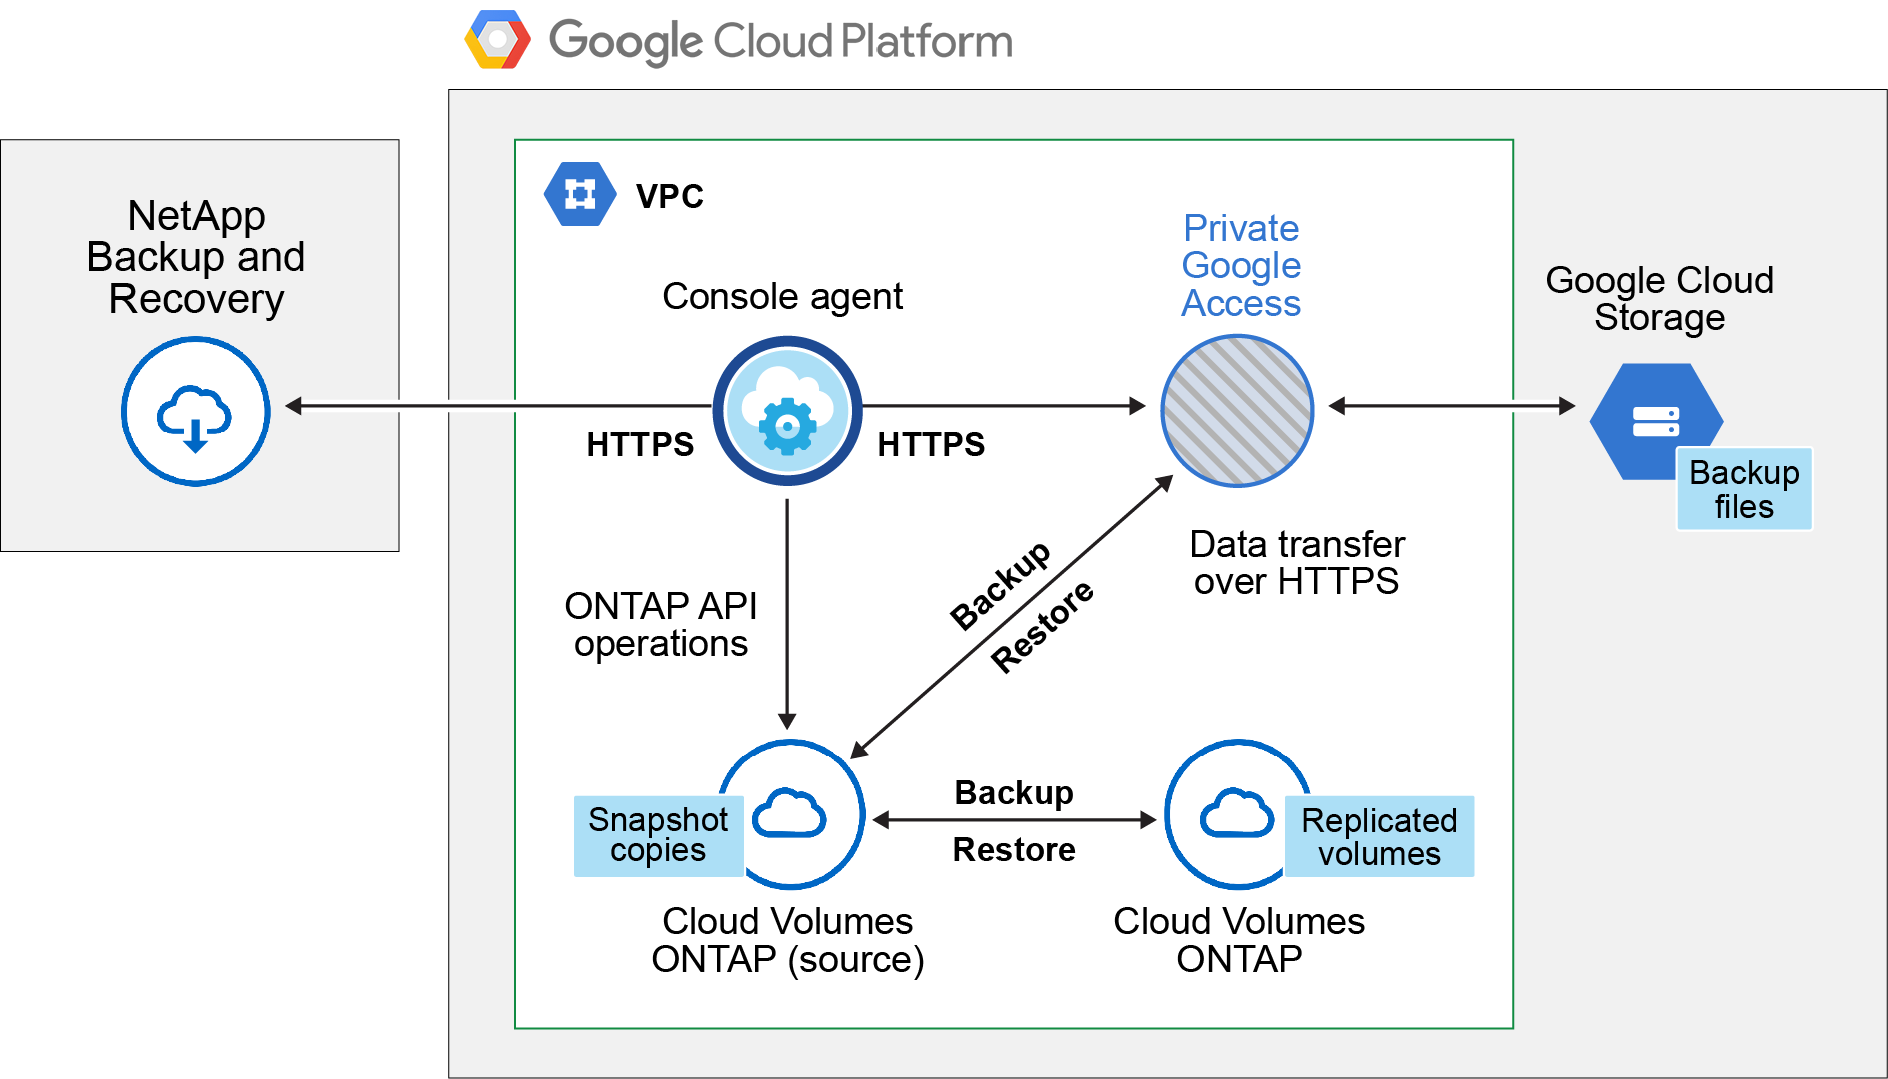 Google Cloud Platform
NetApp
Backup and
Recovery
VPC
Console agent
Private
Google
Access
Google Cloud
Storage
HTTPS
HTTPS
Backup
files
Data transfer
over HTTPS
ONTAP API
operations
Backup
Restore
Snapshot
copies
Backup
Restore
Replicated
volumes
Cloud Volumes
ONTAP (source)
Cloud Volumes
ONTAP